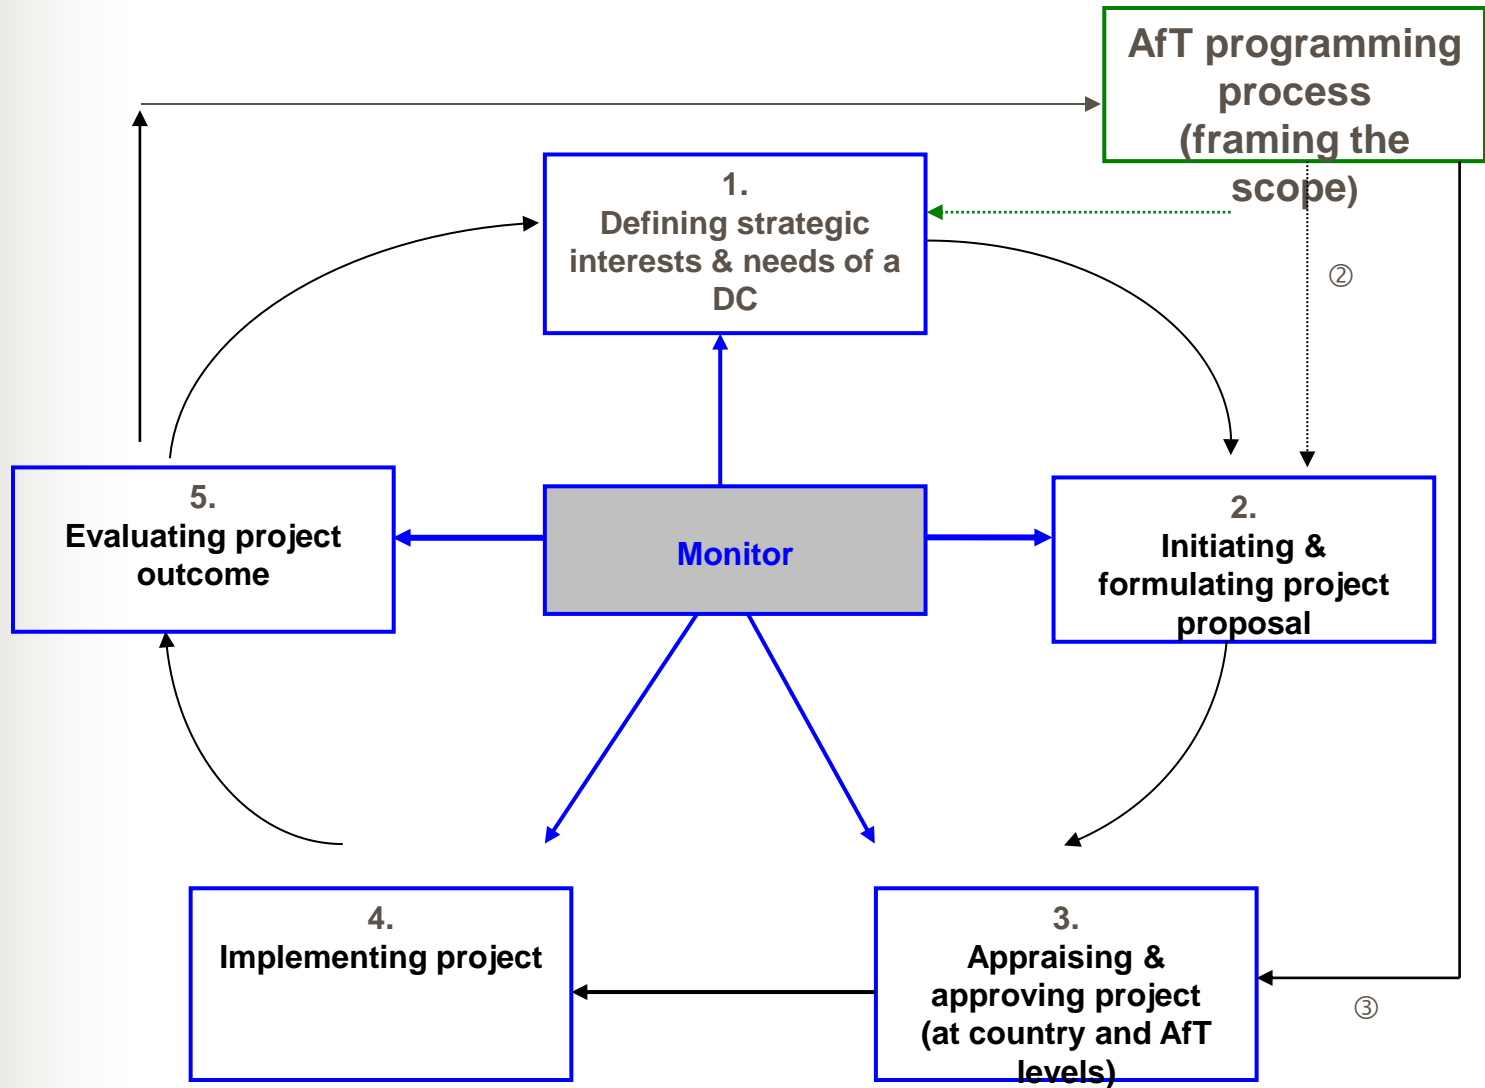 AfT programming
process
(framing the
scope)
1.
Defining strategic
interests & needs of a
DC
②
5.
Evaluating project
outcome
Monitor
2.
Initiating &
formulating project
proposal
4.
Implementing project
3.
Appraising &
approving project
(at country and AfT
levels)
③